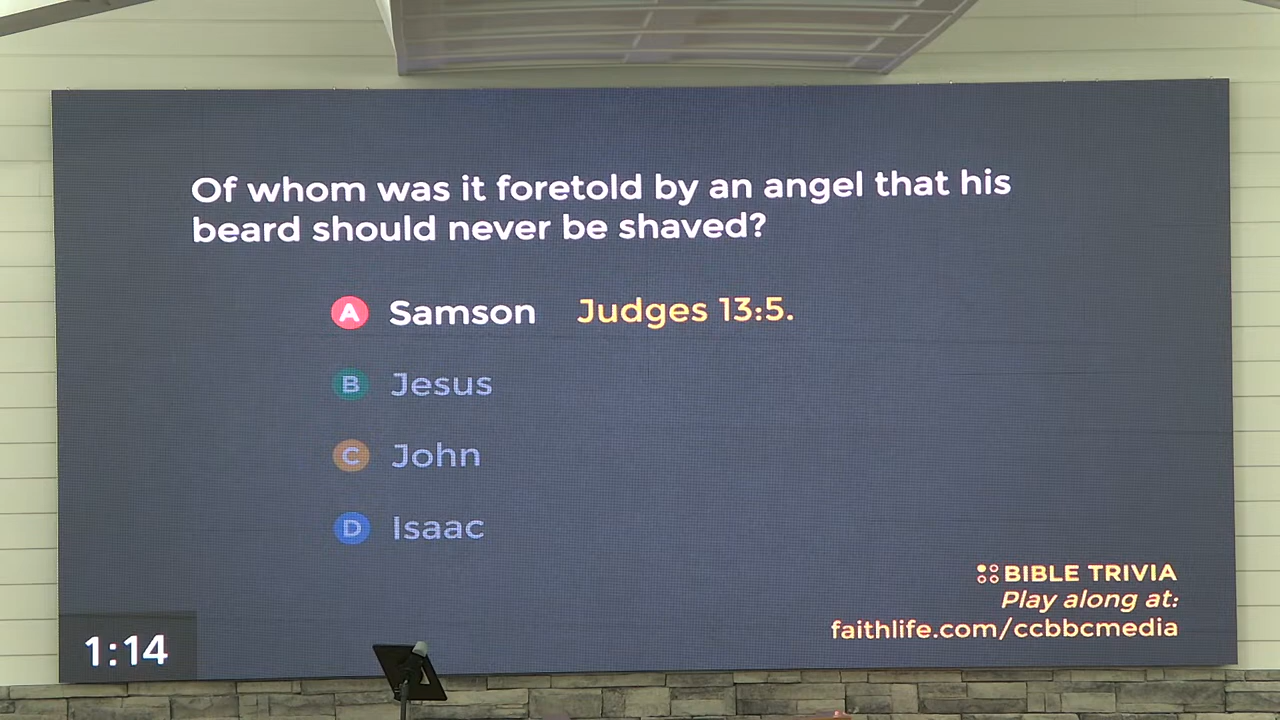 Of whom was it foretold by an angel that his
beard should never be shaved?
A Samson Judges 13:5.
B Jesus
C John
D Isaac
BIBLE TRIVIA
Play along at:
faithlife.com/ccbbcmedia
1:14